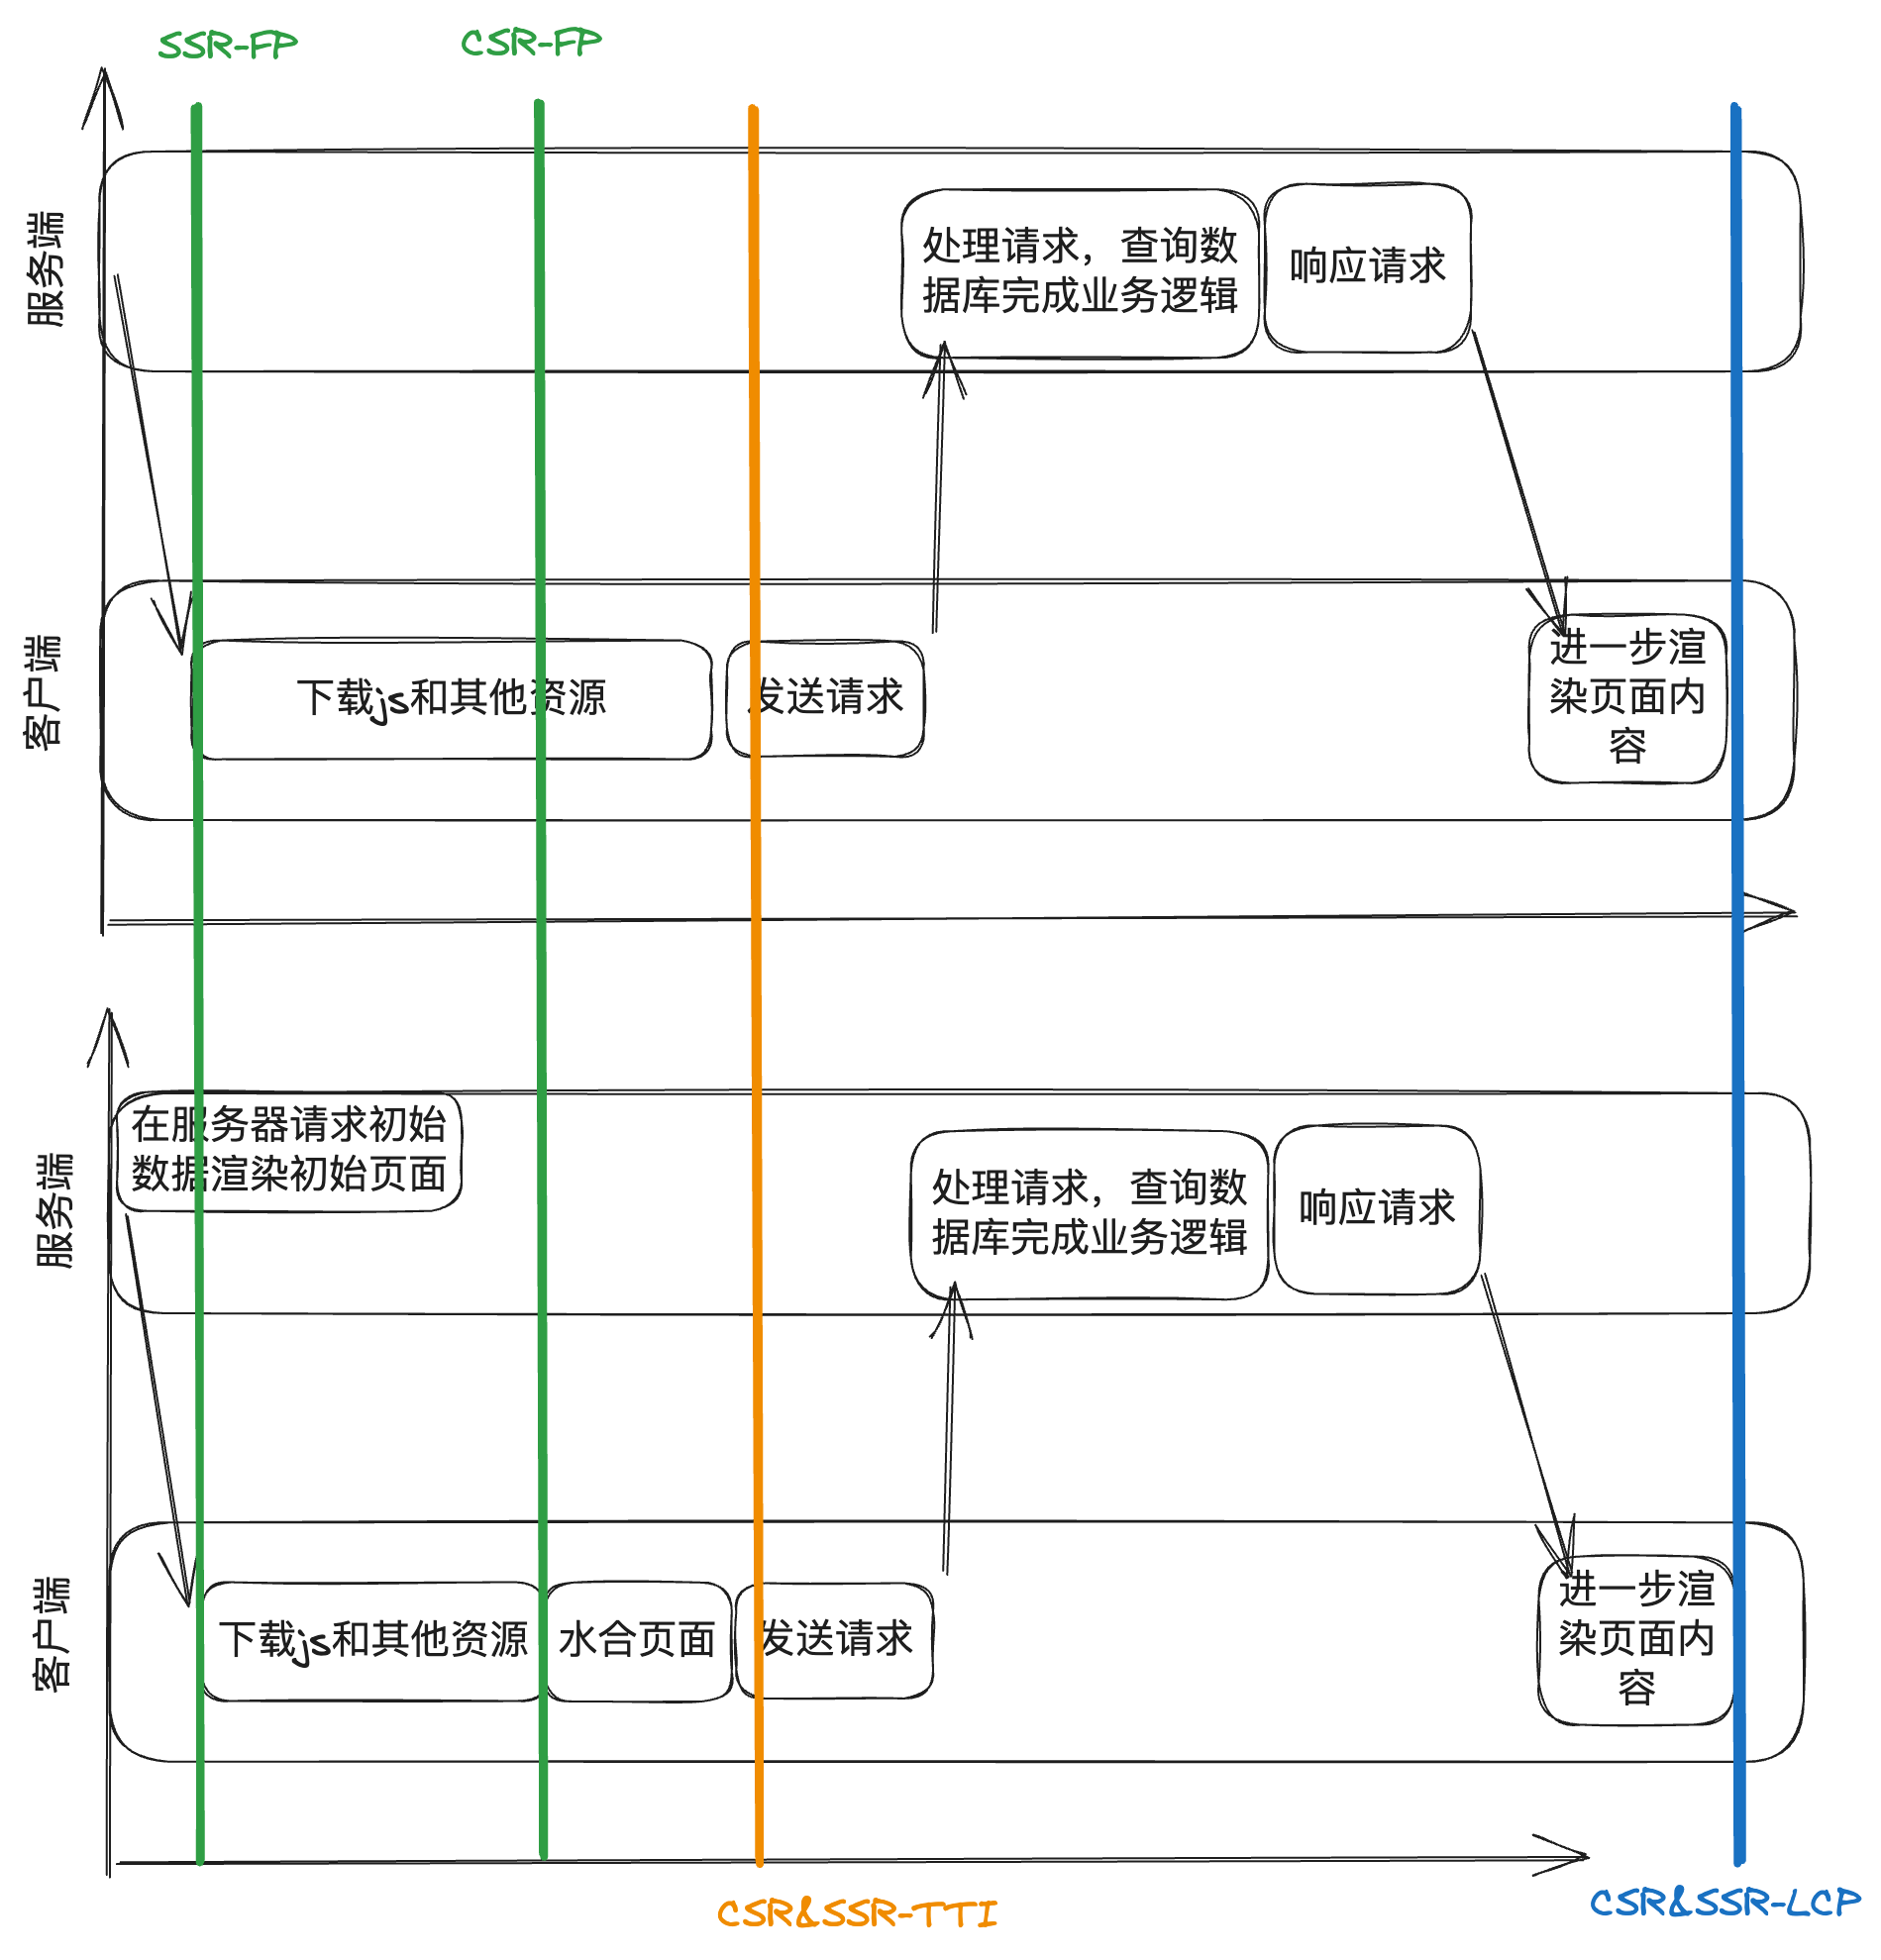 SSR-FP
CSR-FP
服务端
处理请求，查询数
据库完成业务逻辑
响应请求
客户端
下载js和其他资源
发送请求
进一步渲
染页面内
容
服务端
在服务器请求初始
数据渲染初始页面
处理请求，查询数
据库完成业务逻辑
响应请求
客户端
下载js和其他资源
水合页面
发送请求
进一步渲
染页面内
容
CSR&SSR-TTI
CSR&SSR-LCP